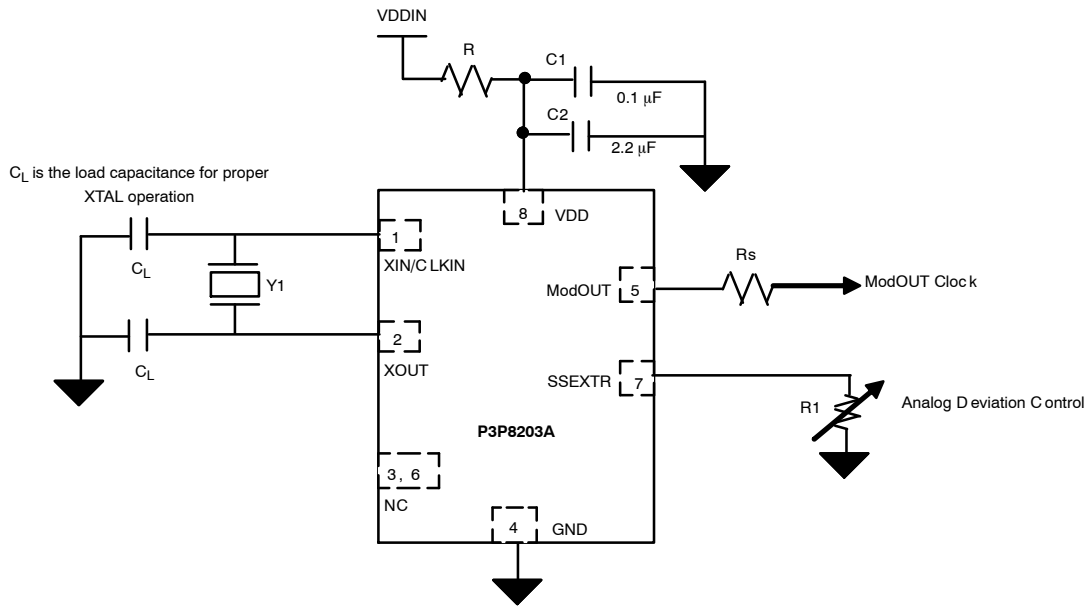 VDDIN
R
C1
0.1 μF
C2
2.2 μF
CL is the load capacitance for proper
XTAL operation
8
VDD
1
XIN/CLKIN
CL
Y1
Rs
ModOUT
5
ModOUT Clock
2
XOUT
CL
SSEXTR
7
R1
Analog Deviation Control
P3P8203A
3, 6
NC
4
GND